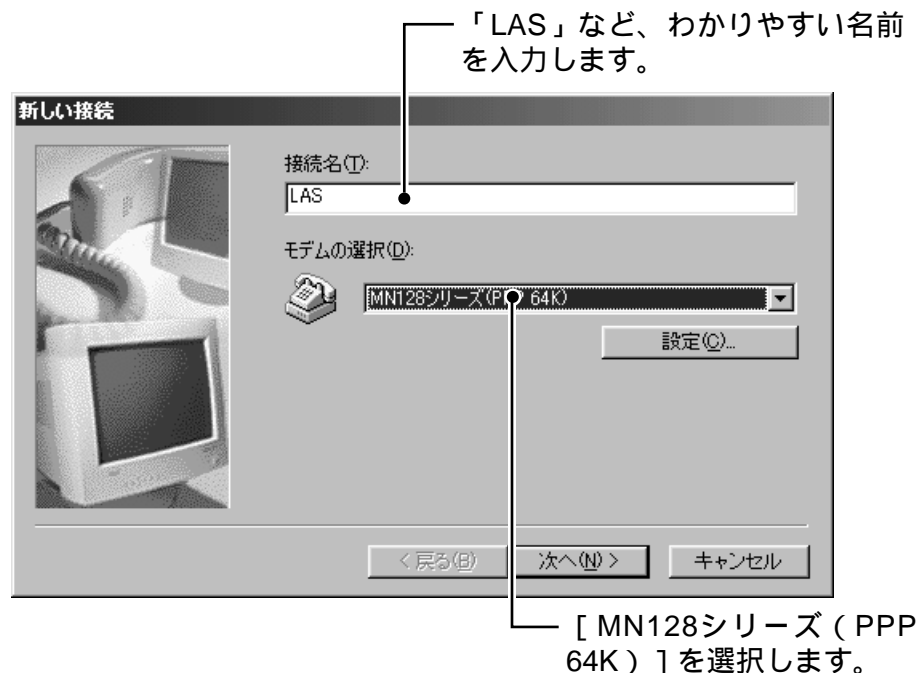 「LAS」など、わかりやすい名前
を入力します。
新しい接続
接続名(T):
LAS
モデムの選択(D):
MN128シリーズ(PPP 64K)
設定(C)...
< 戻る(B)
次へ(N) >
キャンセル
［MN128シリーズ（PPP
64K）］を選択します。